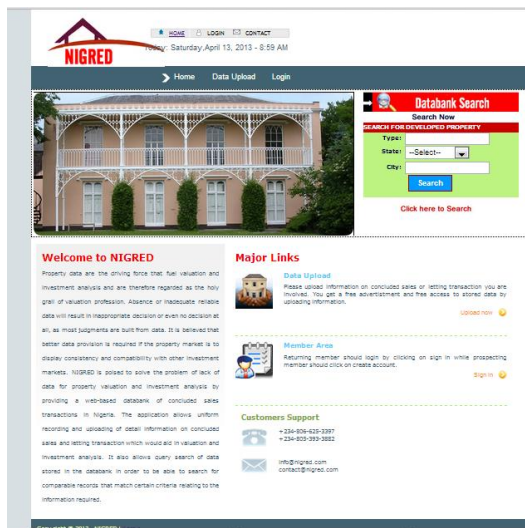 NIGRED
HOME LOGIN CONTACT
Today: Saturday,April 13, 2013 - 8:59 AM
Home Data Upload Login
Databank Search
Search Now
SEARCH FOR DEVELOPED PROPERTY
Type:
State: --Select--
City:
Search
Click here to Search
Welcome to NIGRED
Property data are the driving force that fuel valuation and
investment analysis and are therefore regarded as the holy
grail of valuation profession. Absence or inadequate reliable
data will result in inappropriate decision or even no decision at
all, as most judgments are built from data. It is believed that
better data provision is required if the property market is to
display consistency and compatibility with other investment
markets. NIGRED is poised to solve the problem of lack of
data for property valuation and investment analysis by
providing a web-based databank of concluded sales
transactions in Nigeria. The application allows uniform
recording and uploading of detail information on concluded
sales and letting transaction which would aid in valuation and
investment analysis. It also allows query search of data
stored in the databank in order to be able to search for
comparable records that match certain criteria relating to the
information required.
Major Links
Data Upload
Please upload information on concluded sales or letting transaction you are
involved. You get a free advertistment and free access to stored data by
uploading information.
Upload now
Member Area
Returning member should login by clicking on sign in while prospecting
member should click on create account.
Sign in
Customers Support
+234-806-625-3397
+234-803-393-3882
info@nigred.com
contact@nigred.com